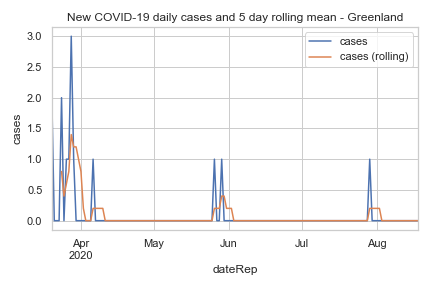 New COVID-19 daily cases and 5 day rolling mean - Greenland
cases
cases (rolling)
3.0
2.5
2.0
1.5
1.0
0.5
0.0
cases
Apr
2020
May
Jun
Jul
Aug
dateRep